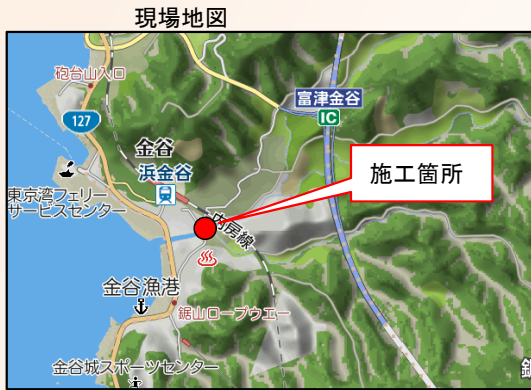 現場地図
砲台山入口
127
富津金谷
IC
金谷
浜金谷
施工箇所
東京湾フェリー
サービスセンター
内房線
金谷漁港
鋸山ロープウエー
金谷城スポーツセンター